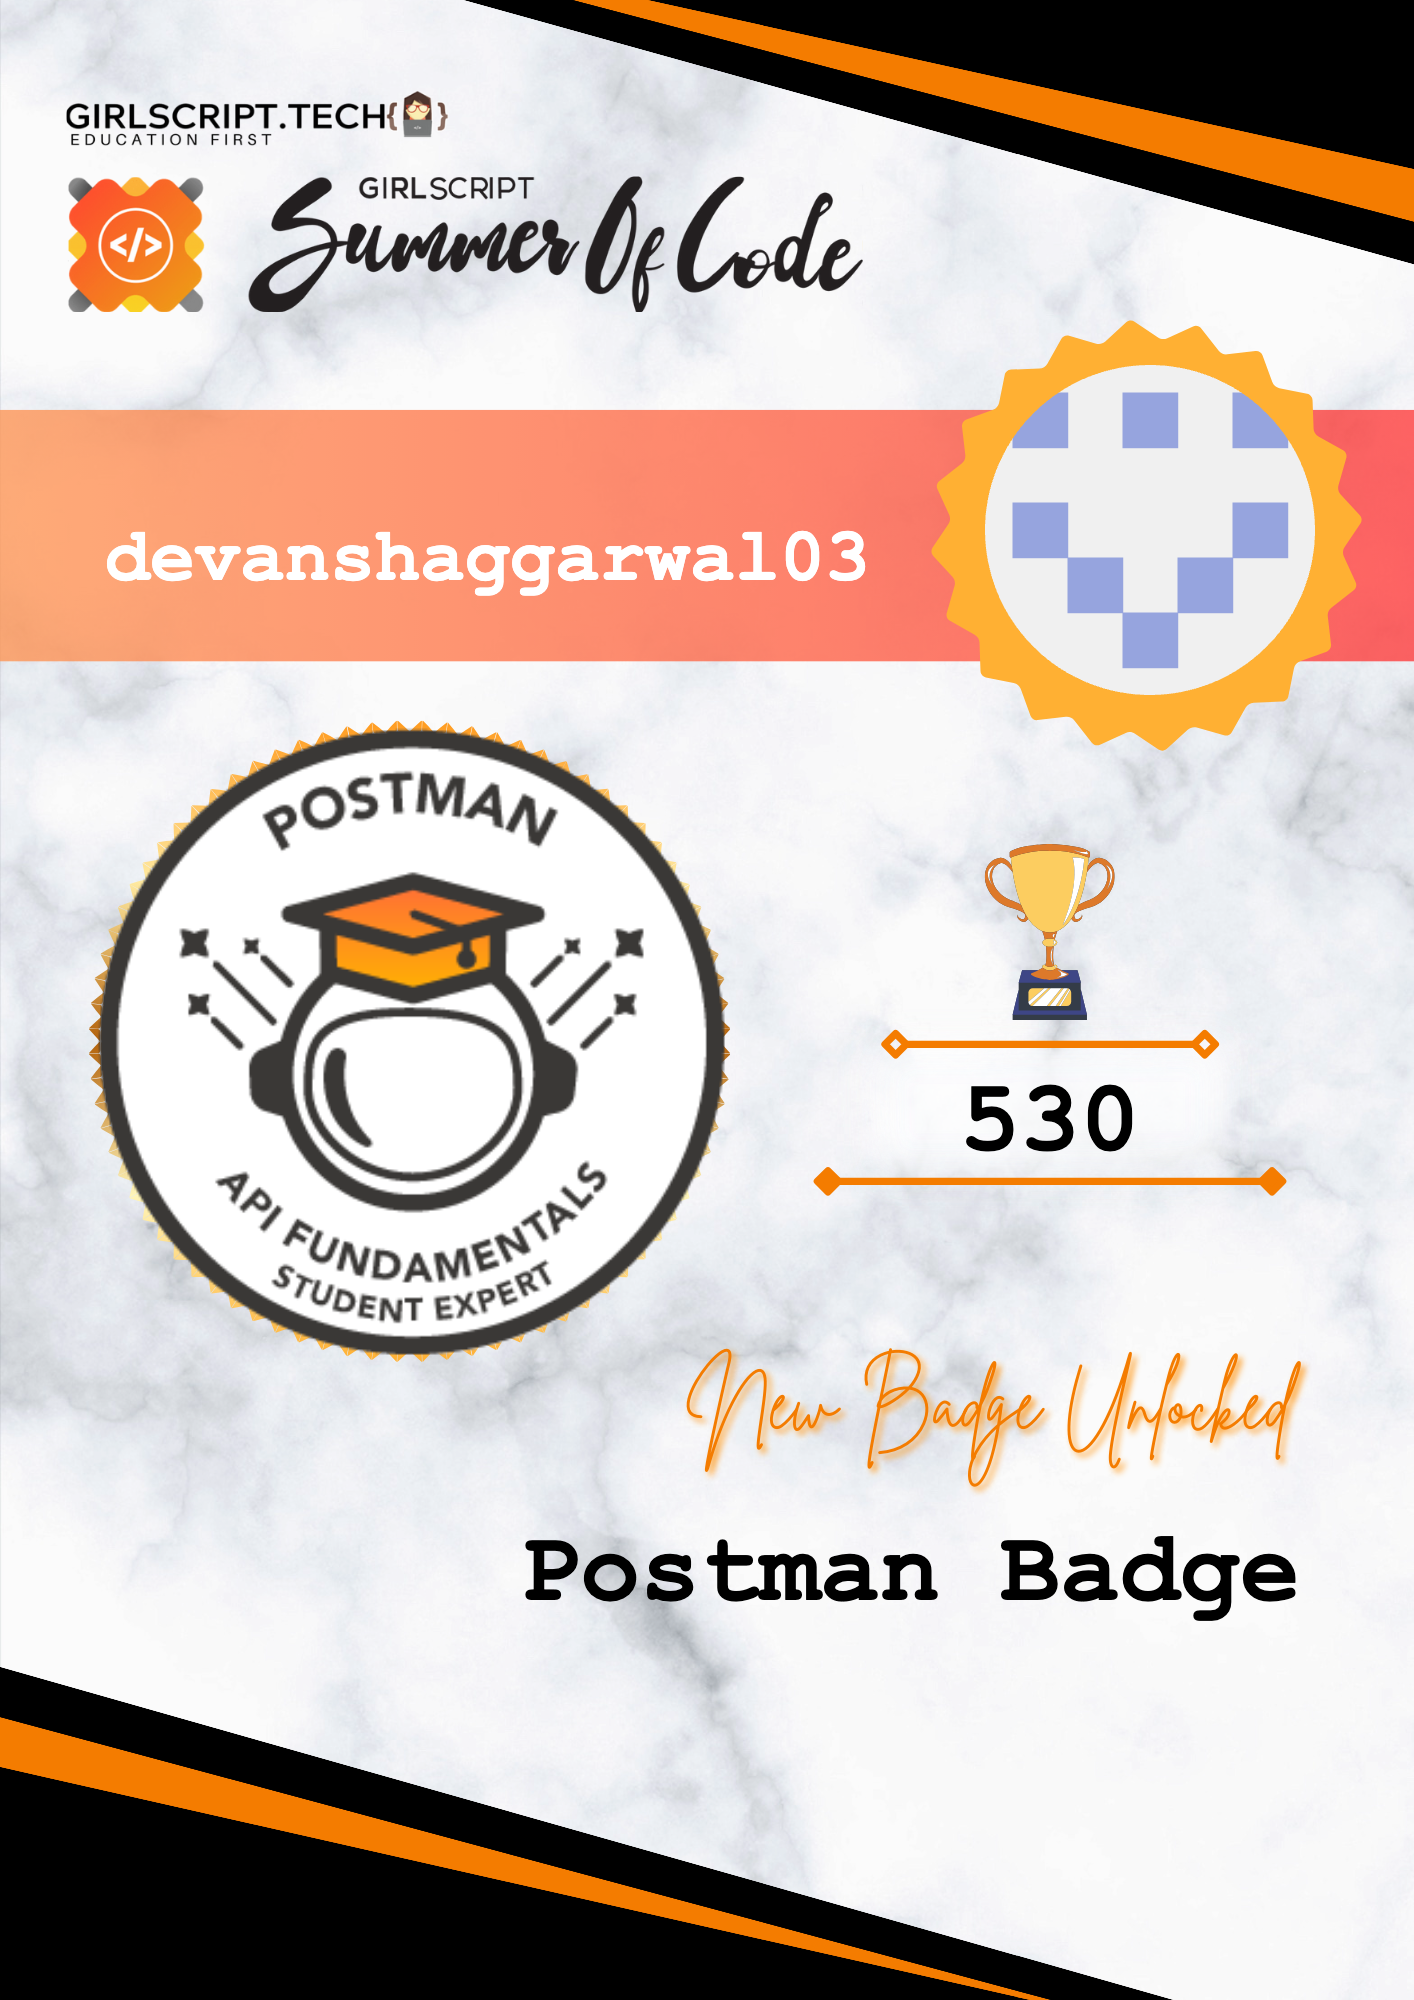 GIRLSCRIPT.TECH{ }
EDUCATION FIRST
</>
GIRLSCRIPT
Summer Of Code
devanshaggarwal03
POSTMAN
API FUNDAMENTALS
STUDENT EXPERT
530
New Badge Unlocked
Postman Badge